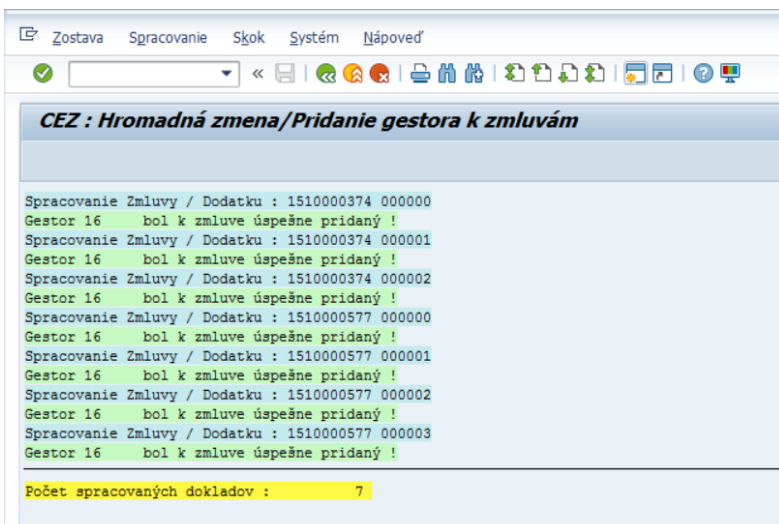 Zostava Spracovanie Skok Systém Nápoveď
CEZ : Hromadná zmena/Pridanie gestora k zmluvám
Spracovanie Zmluvy / Dodatku : 1510000374 000000
Gestor 16 bol k zmluve úspešne pridaný !
Spracovanie Zmluvy / Dodatku : 1510000374 000001
Gestor 16 bol k zmluve úspešne pridaný !
Spracovanie Zmluvy / Dodatku : 1510000374 000002
Gestor 16 bol k zmluve úspešne pridaný !
Spracovanie Zmluvy / Dodatku : 1510000577 000000
Gestor 16 bol k zmluve úspešne pridaný !
Spracovanie Zmluvy / Dodatku : 1510000577 000001
Gestor 16 bol k zmluve úspešne pridaný !
Spracovanie Zmluvy / Dodatku : 1510000577 000002
Gestor 16 bol k zmluve úspešne pridaný !
Spracovanie Zmluvy / Dodatku : 1510000577 000003
Gestor 16 bol k zmluve úspešne pridaný !
Počet spracovaných dokladov : 7